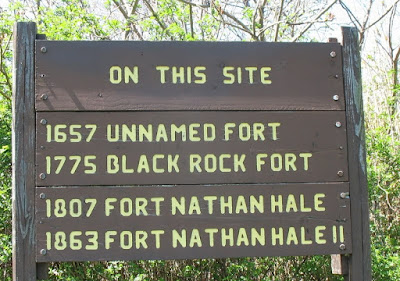 ON THIS SITE
1657 UNNAMED FORT
1775 BLACK ROCK FORT
1807 FORT NATHAN HALE
1863 FORT NATHAN HALE II